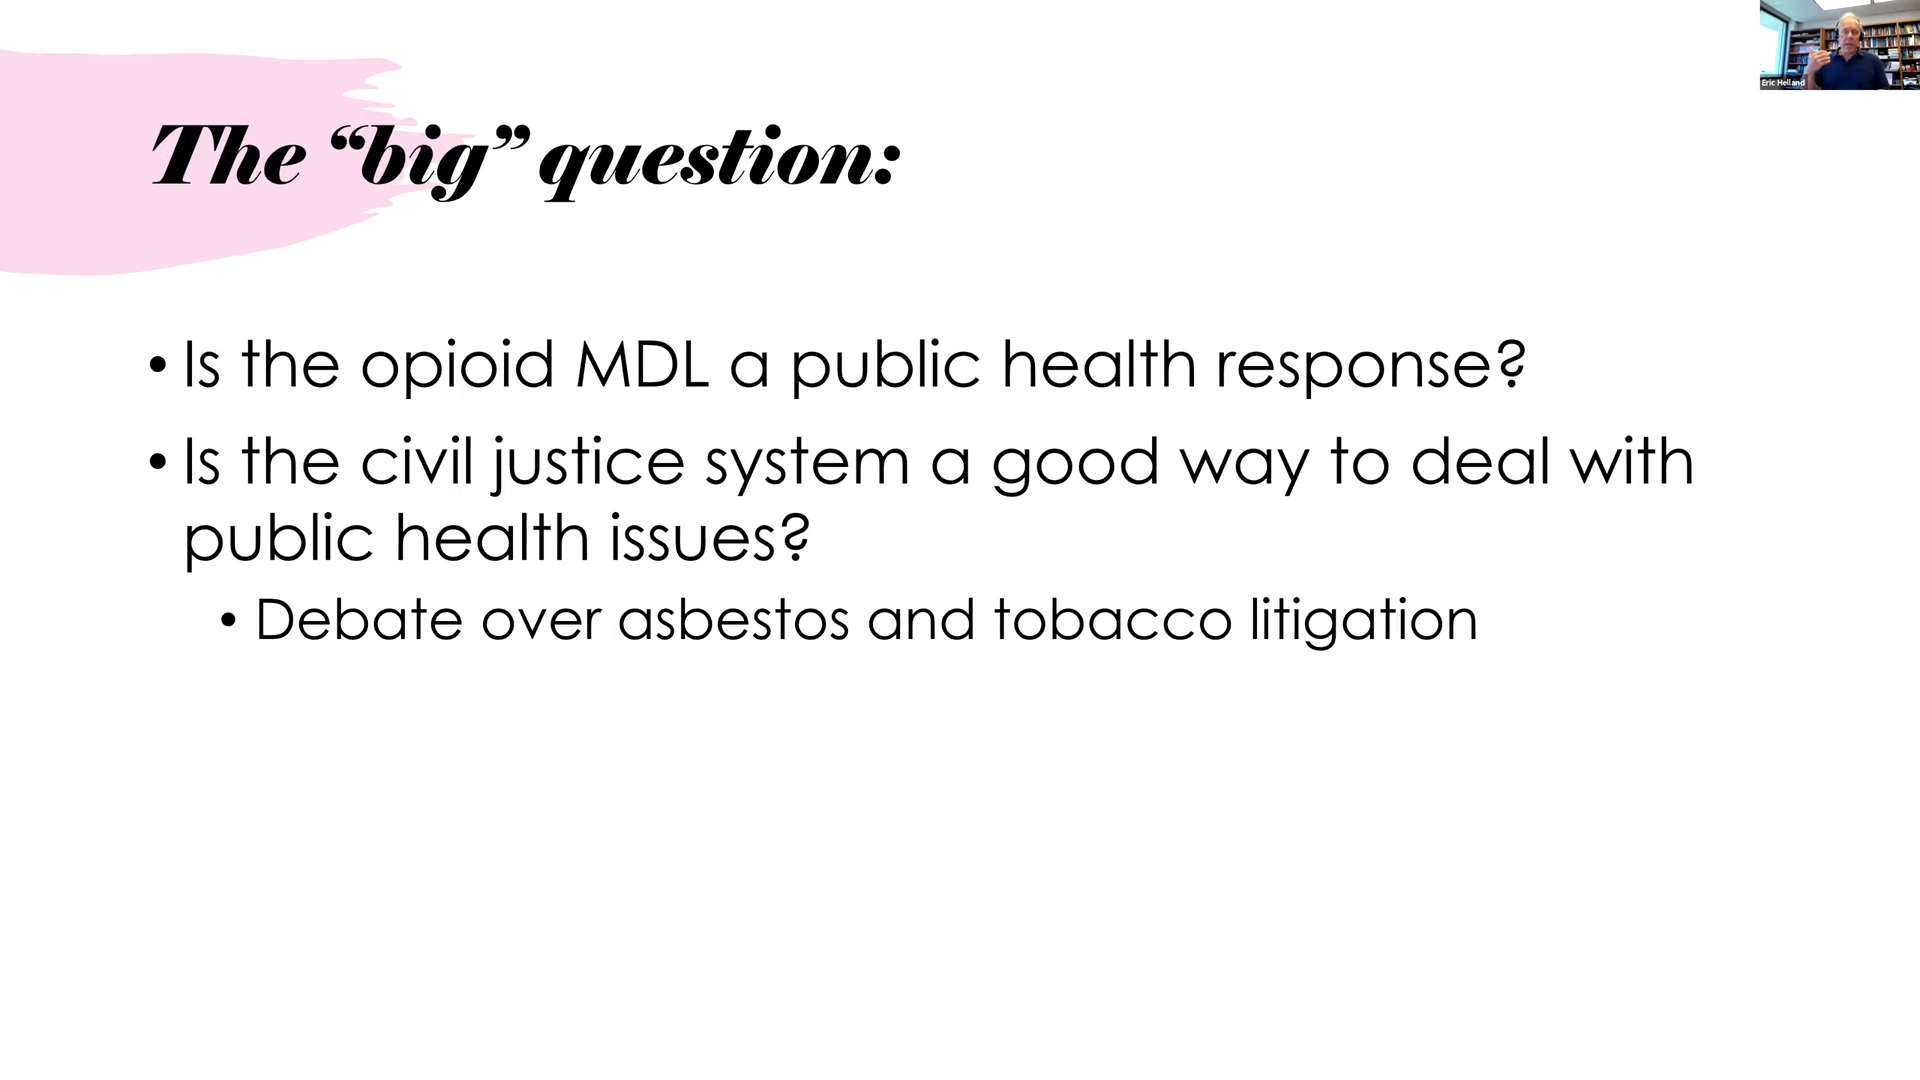 The “big” question:
• Is the opioid MDL a public health response?
• Is the civil justice system a good way to deal with
public health issues?
• Debate over asbestos and tobacco litigation
Eric Helland